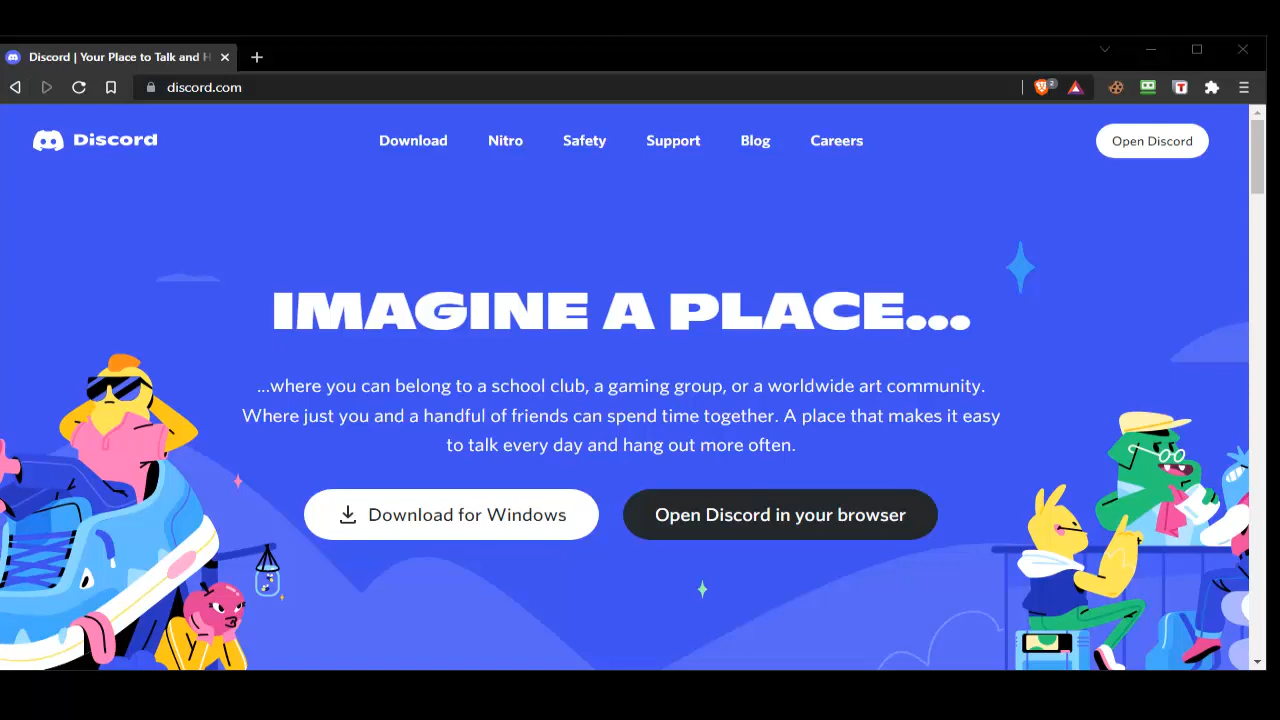 Discord | Your Place to Talk and H
discord.com
2
T
Discord
Download
Nitro
Safety
Support
Blog
Careers
Open Discord
IMAGINE A PLACE...
...where you can belong to a school club, a gaming group, or a worldwide art community.
Where just you and a handful of friends can spend time together. A place that makes it easy
to talk every day and hang out more often.
Download for Windows
Open Discord in your browser